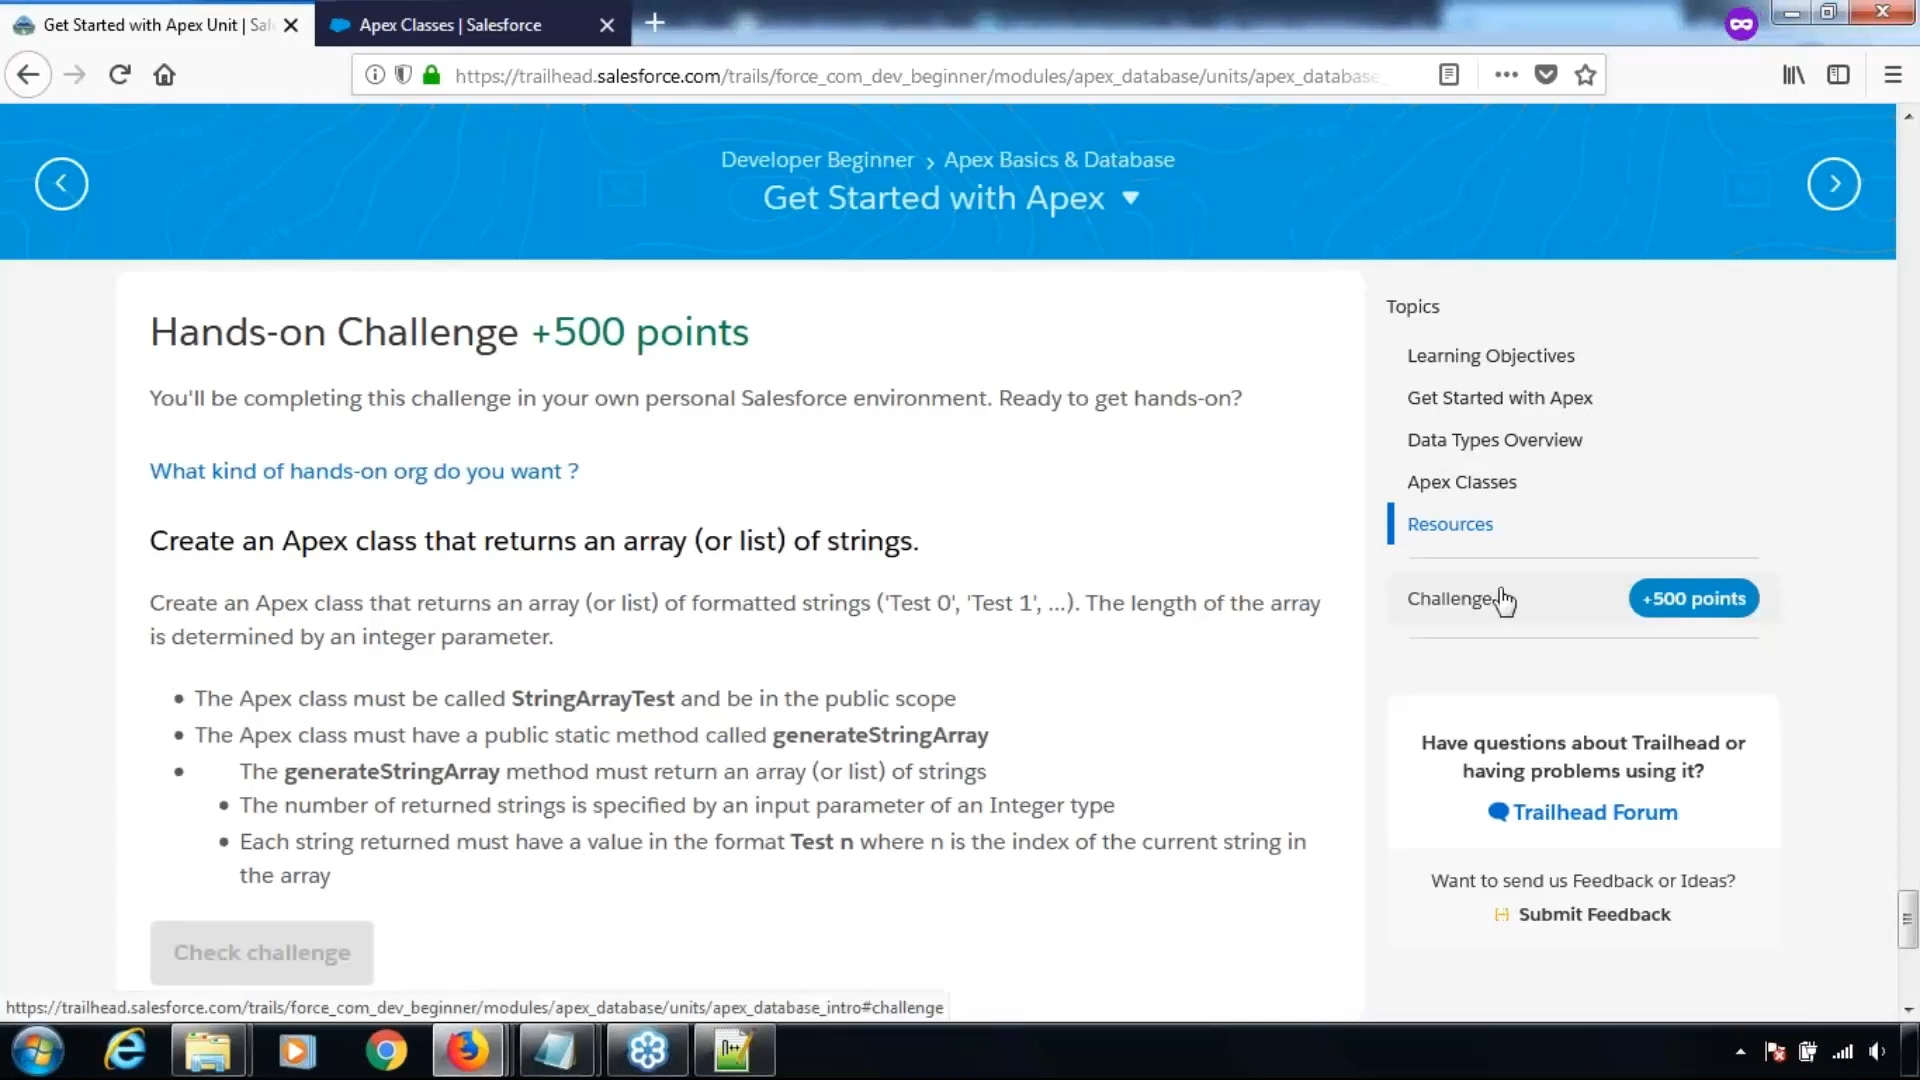 Get Started with Apex Unit | Sal
Apex Classes | Salesforce
https://trailhead.salesforce.com/trails/force_com_dev_beginner/modules/apex_database/units/apex_database
Developer Beginner › Apex Basics & Database
Get Started with Apex
Hands-on Challenge +500 points
You'll be completing this challenge in your own personal Salesforce environment. Ready to get hands-on?
What kind of hands-on org do you want ?
Create an Apex class that returns an array (or list) of strings.
Create an Apex class that returns an array (or list) of formatted strings ('Test 0', 'Test 1', ...). The length of the array
is determined by an integer parameter.
• The Apex class must be called StringArrayTest and be in the public scope
• The Apex class must have a public static method called generateStringArray
• The generateStringArray method must return an array (or list) of strings
• The number of returned strings is specified by an input parameter of an Integer type
• Each string returned must have a value in the format Test n where n is the index of the current string in
the array
Check challenge
Topics
Learning Objectives
Get Started with Apex
Data Types Overview
Apex Classes
Resources
Challenge
+500 points
Have questions about Trailhead or
having problems using it?
Trailhead Forum
Want to send us Feedback or Ideas?
Submit Feedback
https://trailhead.salesforce.com/trails/force_com_dev_beginner/modules/apex_database/units/apex_database_intro#challenge